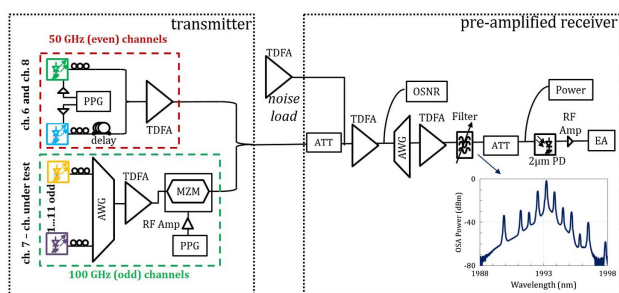 transmitter
pre-amplified receiver
50 GHz (even) channels
ch. 6 and ch. 8
PPG
delay
TDFA
TDFA
noise
load
OSNR
Power
ATT
TDFA
AWG
TDFA
Filter
ATT
2μm PD
RF
Amp
EA
ch. 7 – ch. under test
1...11 odd
AWG
TDFA
MZM
RF Amp
PPG
100 GHz (odd) channels
OSA Power (dBm)
0
-40
-80
1988
1993
1998
Wavelength (nm)